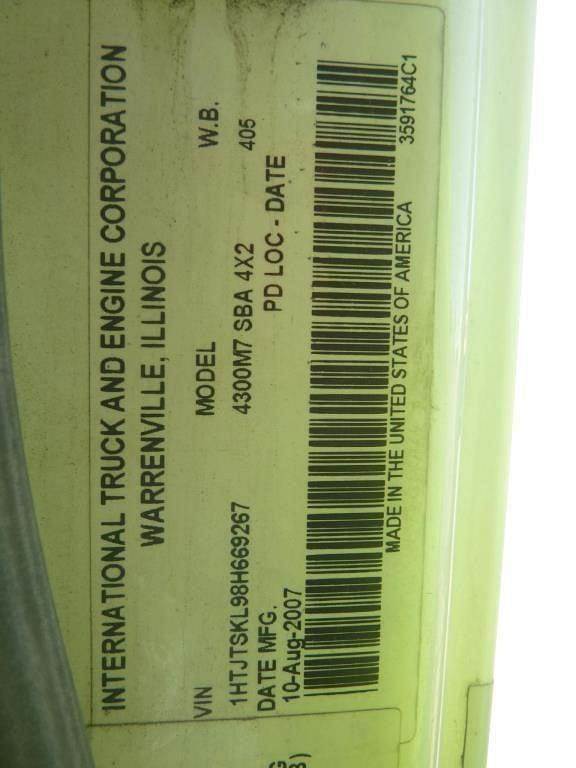 INTERNATIONAL TRUCK AND ENGINE CORPORATION
WARRENVILLE, ILLINOIS
VIN MODEL W.B.
1HTJTSKL98H669267 4300M7 SBA 4X2 405
DATE MFG. PD LOC - DATE
10-Aug-2007
MADE IN THE UNITED STATES OF AMERICA
3591764C1